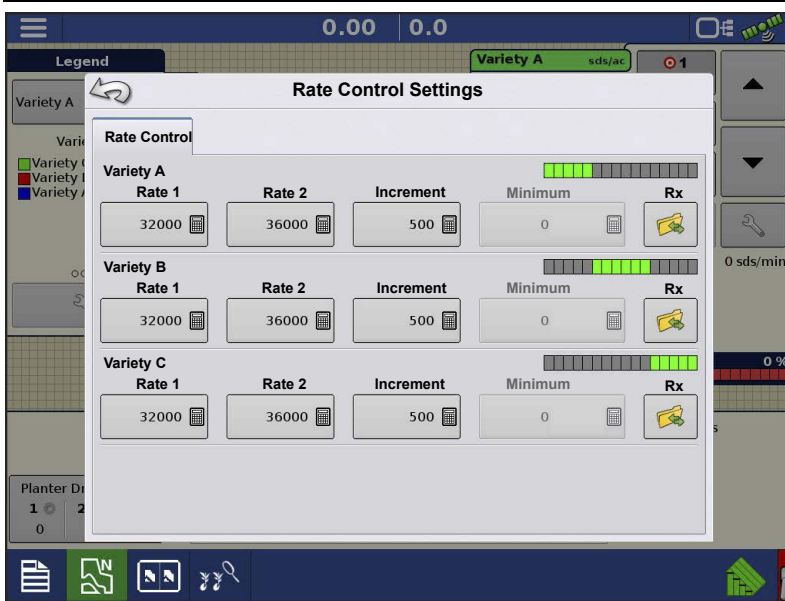 0.00 0.0
Legend
Variety A sds/ac
1
Rate Control Settings
Variety A
Rate Control
Variety A
Rate 1 Rate 2 Increment Minimum Rx
32000 36000 500 0
Variety B
Rate 1 Rate 2 Increment Minimum Rx
32000 36000 500 0
0 sds/min
Variety C
Rate 1 Rate 2 Increment Minimum Rx
32000 36000 500 0
0 %
Variety
Variety
Planter Dr
1 2
0
N